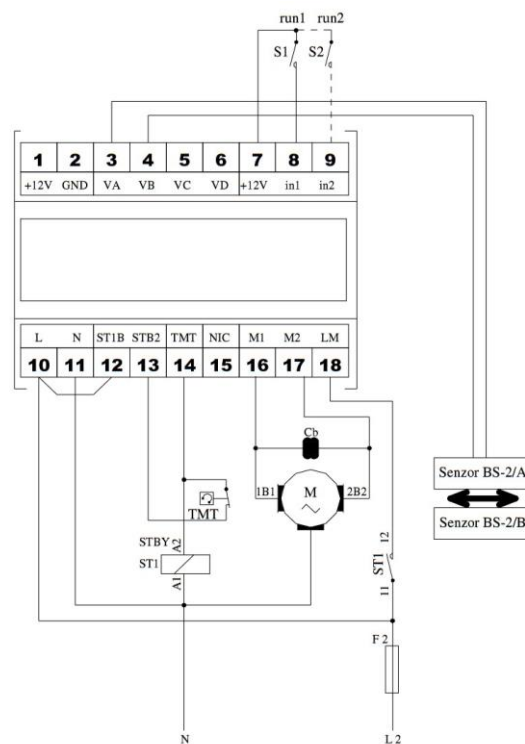 run1 run2
S1 S2
1 2 3 4 5 6 7 8 9
+12V GND VA VB VC VD +12V in1 in2
L N ST1B STB2 TMT NIC M1 M2 LM
10 11 12 13 14 15 16 17 18
Cb
Senzor BS-2/A
1B1 M 2B2
TMT
Senzor BS-2/B
STBY A2
12
ST1
ST1
A1
11
F 2
N L 2